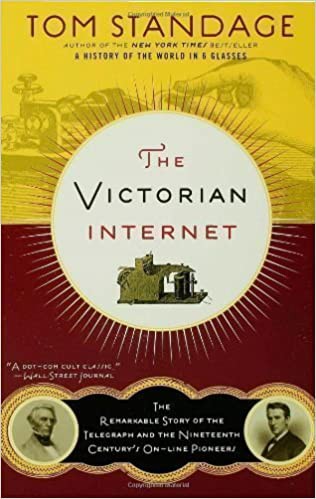 TOM STANDAGE
AUTHOR OF THE NEW YORK TIMES BESTSELLER
A HISTORY OF THE WORLD IN 6 GLASSES
THE
VICTORIAN
INTERNET
"A DOT-COM CULT CLASSIC."
—WALL STREET JOURNAL
THE
REMARKABLE STORY OF THE
TELEGRAPH AND THE NINETEENTH
CENTURY'S ON-LINE PIONEERS